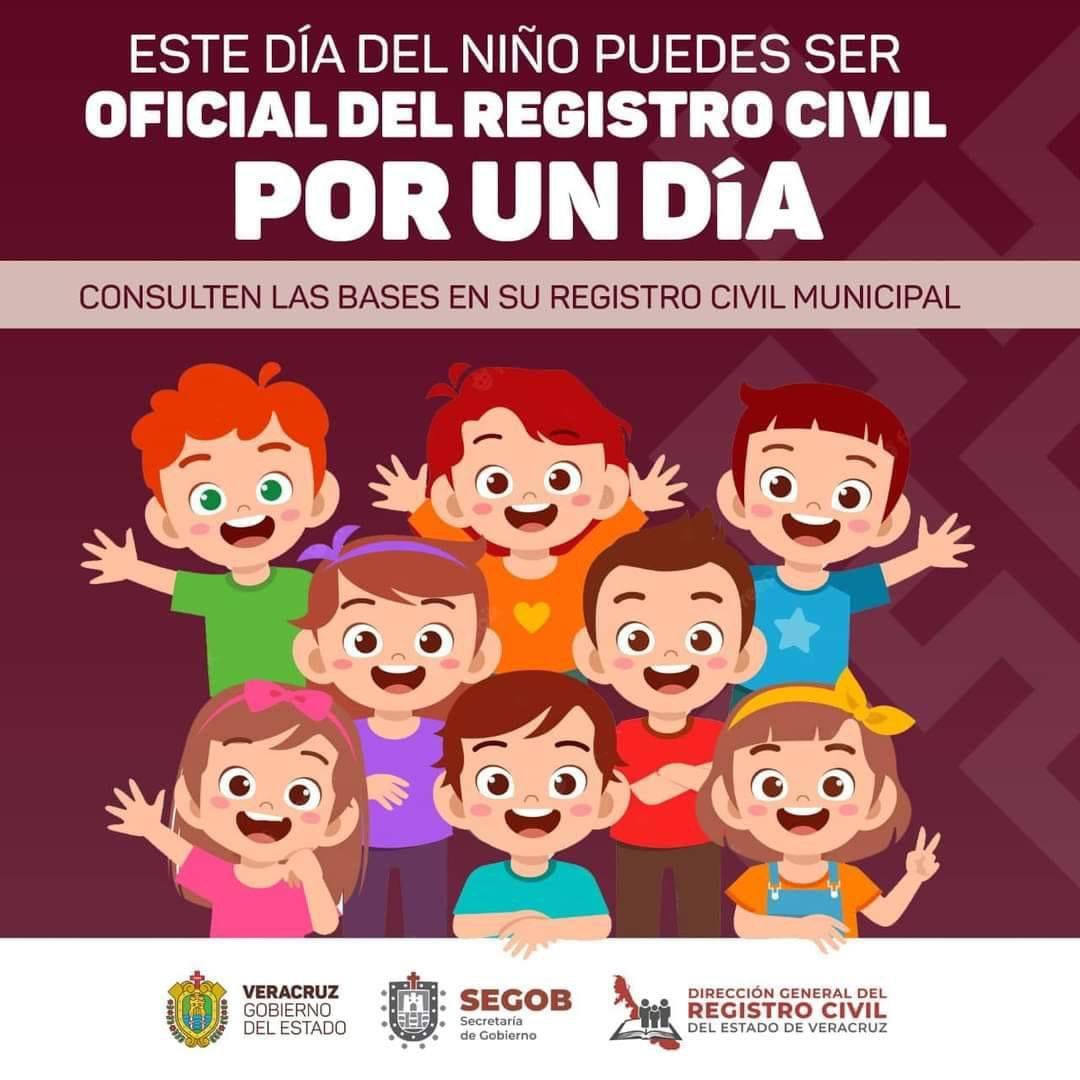 ESTE DÍA DEL NIÑO PUEDES SER
OFICIAL DEL REGISTRO CIVIL
POR UN DíA
CONSULTEN LAS BASES EN SU REGISTRO CIVIL MUNICIPAL
VERACRUZ
GOBIERNO
DEL ESTADO
SEGOB
Secretaría
de Gobierno
DIRECCIÓN GENERAL DEL
REGISTRO CIVIL
DEL ESTADO DE VERACRUZ